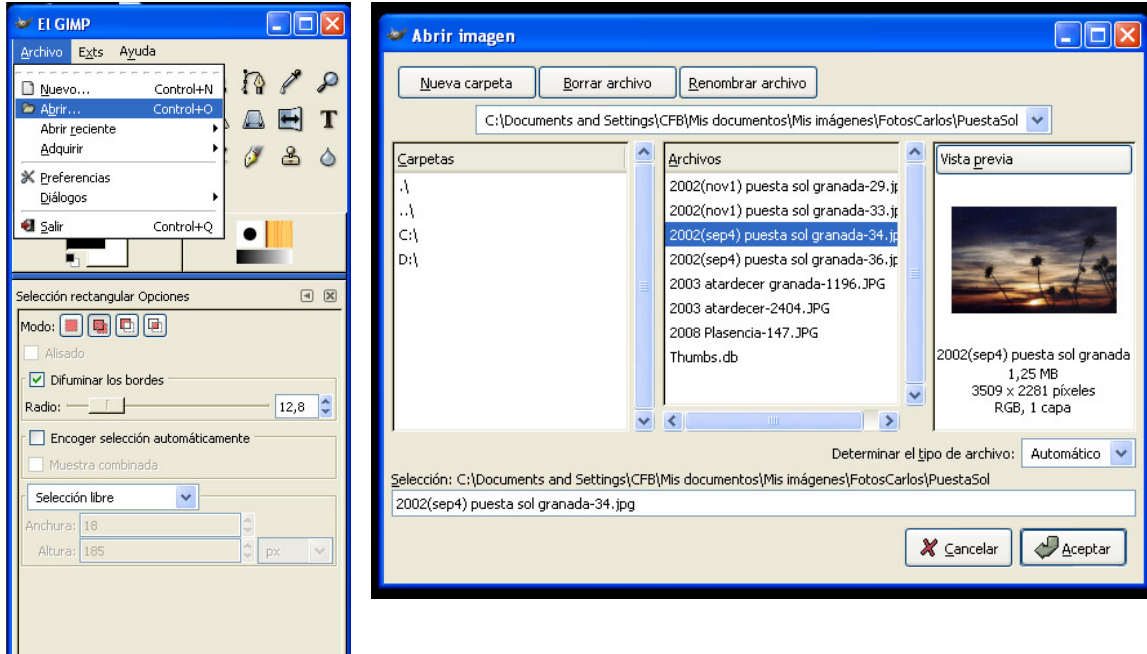 El GIMP
Archivo Exts Ayuda
Nuevo... Control+N
Abrir... Control+O
Abrir reciente
Adquirir
Preferencias
Diálogos
Salir Control+Q
T
Selección rectangular Opciones
Modo:
Alisado
Difuminar los bordes
Radio: 12,8
Encoger selección automáticamente
Muestra combinada
Selección libre
Anchura: 18
Altura: 185 px
Abrir imagen
Nueva carpeta Borrar archivo Renombrar archivo
C:\Documents and Settings\CFB\Mis documentos\Mis imágenes\FotosCarlos\PuestaSol
Carpetas
.\
..\
C:\
D:\
Archivos
2002(nov1) puesta sol granada-29.jp
2002(nov1) puesta sol granada-33.jp
2002(sep4) puesta sol granada-34.jp
2002(sep4) puesta sol granada-36.jp
2003 atardecer granada-1196.JPG
2003 atardecer-2404.JPG
2008 Plasencia-147.JPG
Thumbs.db
Vista previa
2002(sep4) puesta sol granada
1,25 MB
3509 x 2281 píxeles
RGB, 1 capa
Determinar el tipo de archivo: Automático
Selección: C:\Documents and Settings\CFB\Mis documentos\Mis imágenes\FotosCarlos\PuestaSol
2002(sep4) puesta sol granada-34.jpg
Cancelar Aceptar